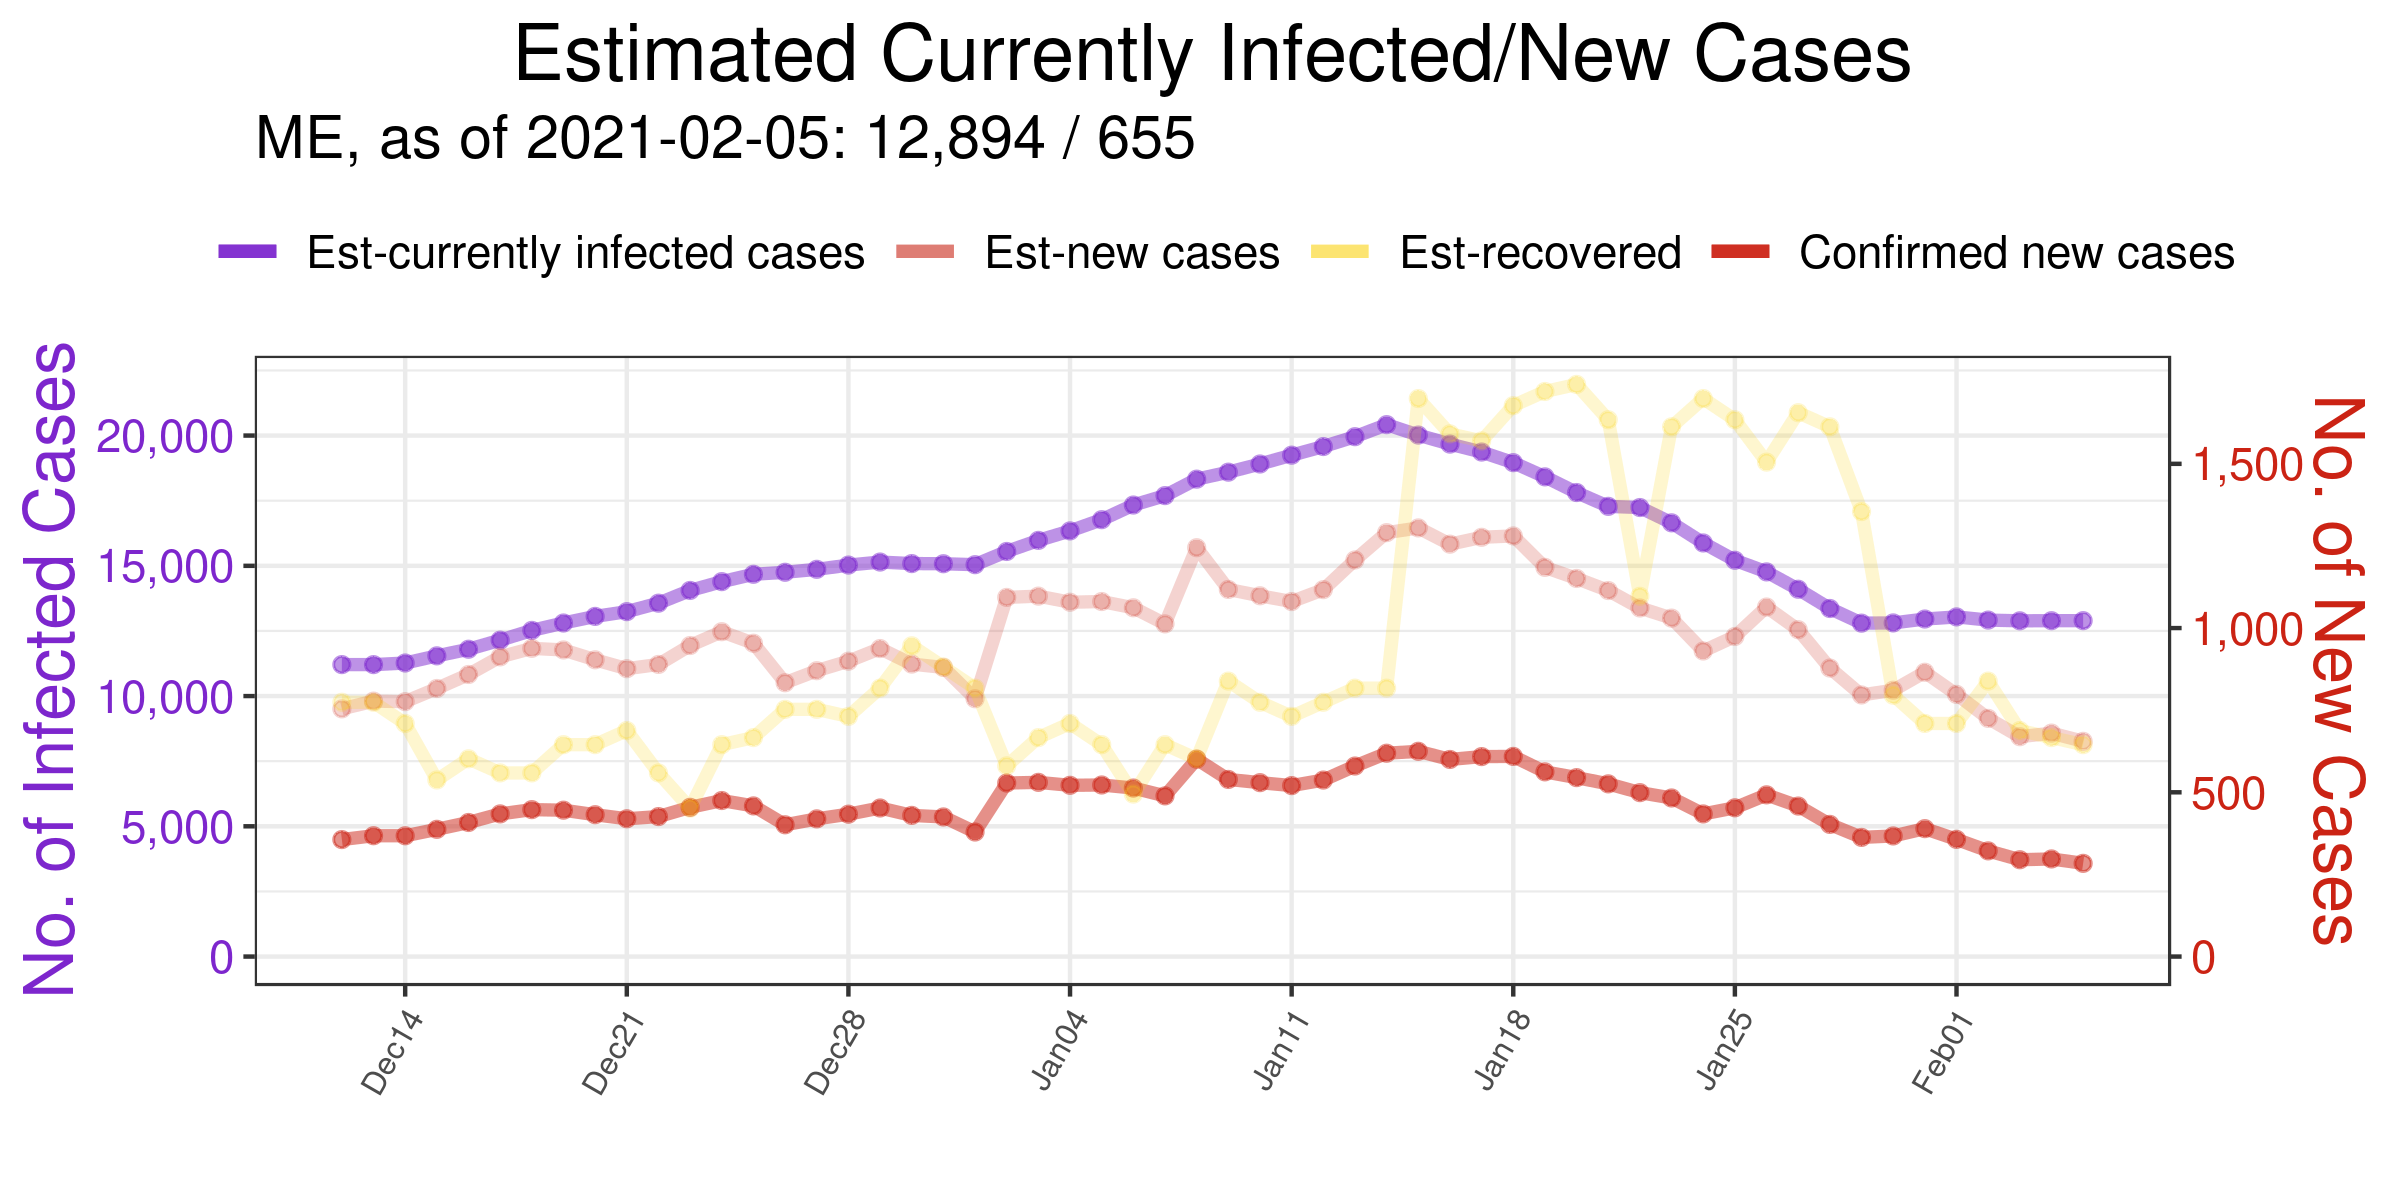 Estimated Currently Infected/New Cases
ME, as of 2021-02-05: 12,894 / 655
Est-currently infected cases Est-new cases Est-recovered Confirmed new cases
No. of Infected Cases
20,000
15,000
10,000
5,000
0
No. of New Cases
1,500
1,000
500
0
Dec14 Dec21 Dec28 Jan04 Jan11 Jan18 Jan25 Feb01